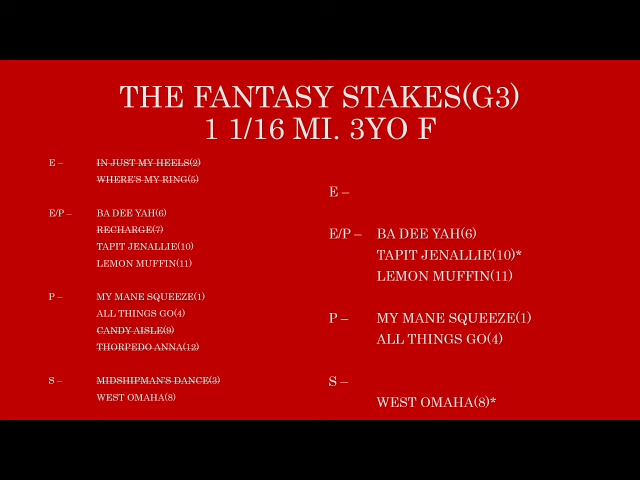 THE FANTASY STAKES(G3)
1 1/16 MI. 3YO F
E – IN JUST MY HEELS(2)
WHERE'S MY RING(5)
E/P – BA DEE YAH(6)
RECHARGE(7)
TAPIT JENALLIE(10)
LEMON MUFFIN(11)
P – MY MANE SQUEEZE(1)
ALL THINGS GO(4)
CANDY AISLE(9)
THORPEDO ANNA(12)
S – MIDSHIPMAN'S DANCE(3)
WEST OMAHA(8)
E –
E/P – BA DEE YAH(6)
TAPIT JENALLIE(10)*
LEMON MUFFIN(11)
P – MY MANE SQUEEZE(1)
ALL THINGS GO(4)
S –
WEST OMAHA(8)*